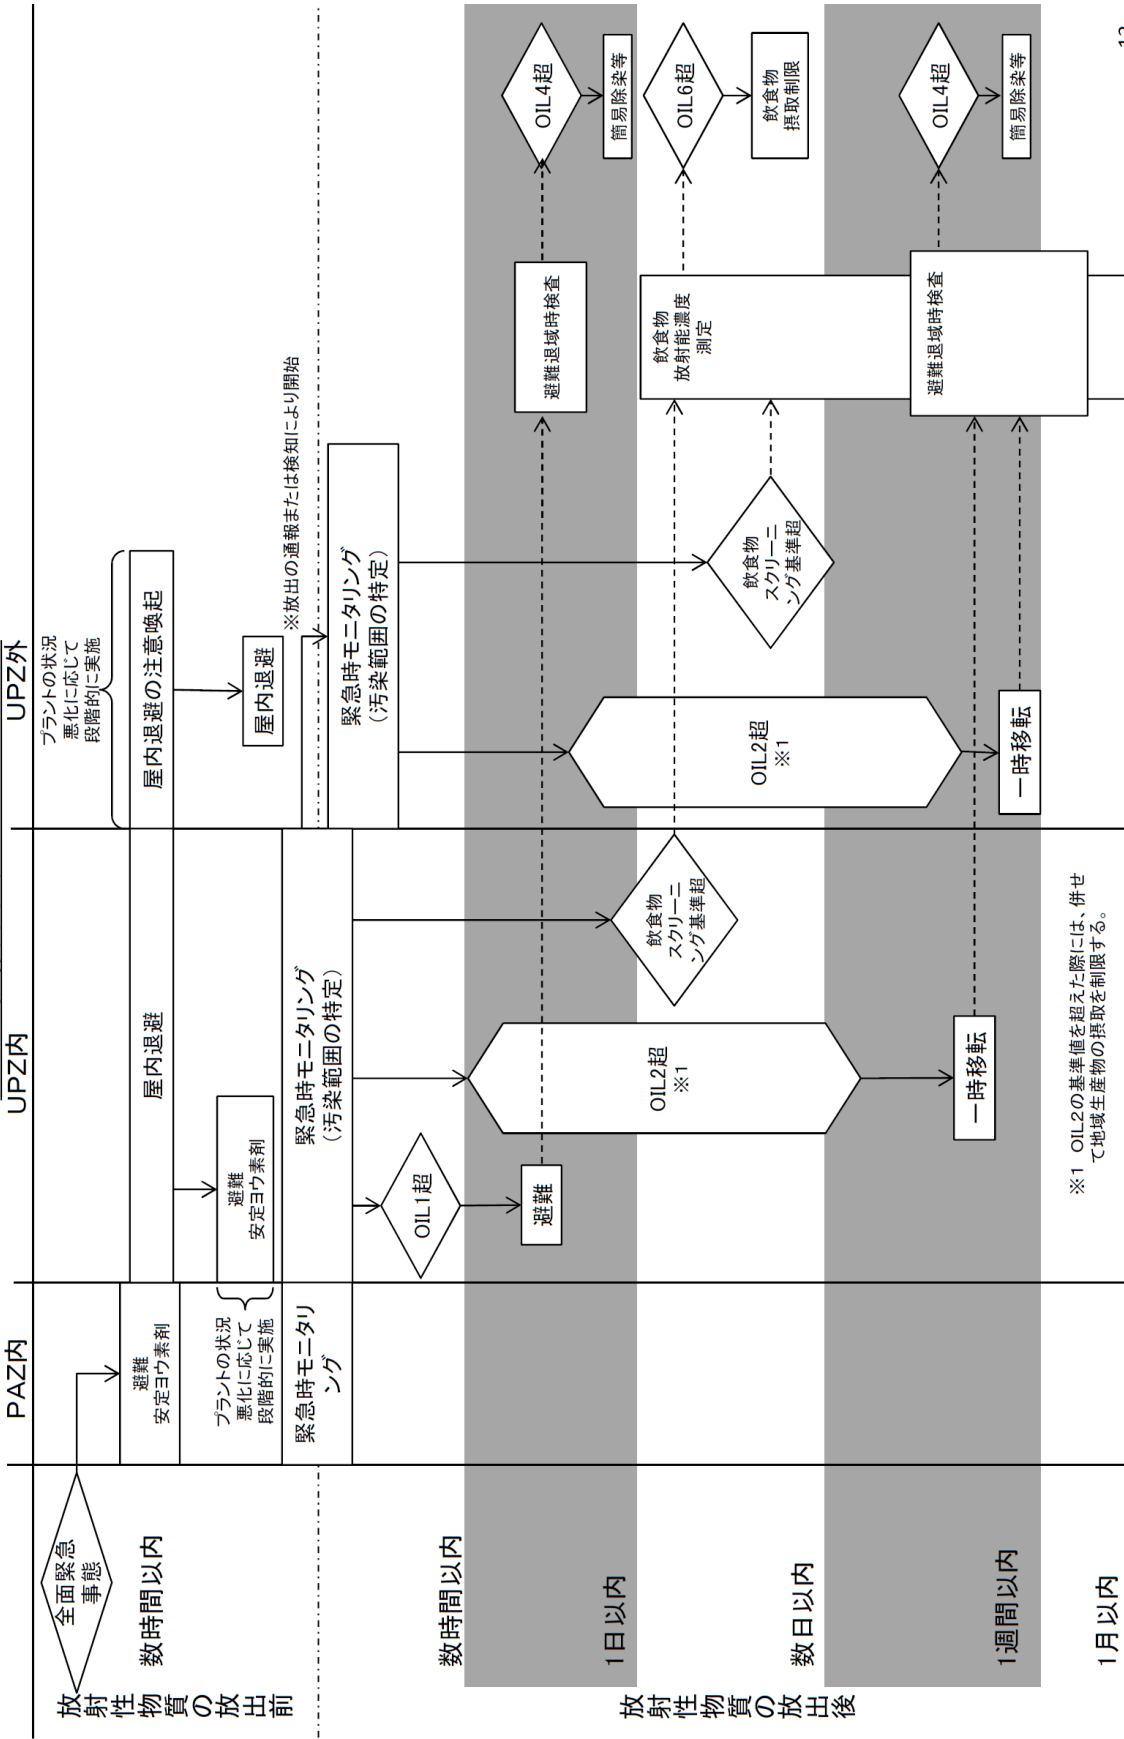 PAZ内
UPZ内
UPZ外
放射性物質の放出前
数時間以内
全面緊急
事態
避難
安定ヨウ素剤
屋内退避
屋内退避の注意喚起
プラントの状況
悪化に応じて
段階的に実施
屋内退避
避難
安定ヨウ素剤
プラントの状況
悪化に応じて
段階的に実施
※放出の通報または検知により開始
緊急時モニタリ
ング
緊急時モニタリング
（汚染範囲の特定）
緊急時モニタリング
（汚染範囲の特定）
放射性物質の放出後
数時間以内
OIL1超
1日以内
避難
避難退域時検査
OIL4超
簡易除染等
数日以内
OIL2超
※1
飲食物
スクリーニ
ング基準超
OIL2超
※1
飲食物
スクリーニ
ング基準超
飲食物
放射能濃度
測定
OIL6超
飲食物
摂取制限
1週間以内
一時移転
一時移転
避難退域時検査
OIL4超
簡易除染等
1月以内
※1 OIL2の基準値を超えた際には、併せ
て地域生産物の摂取を制限する。